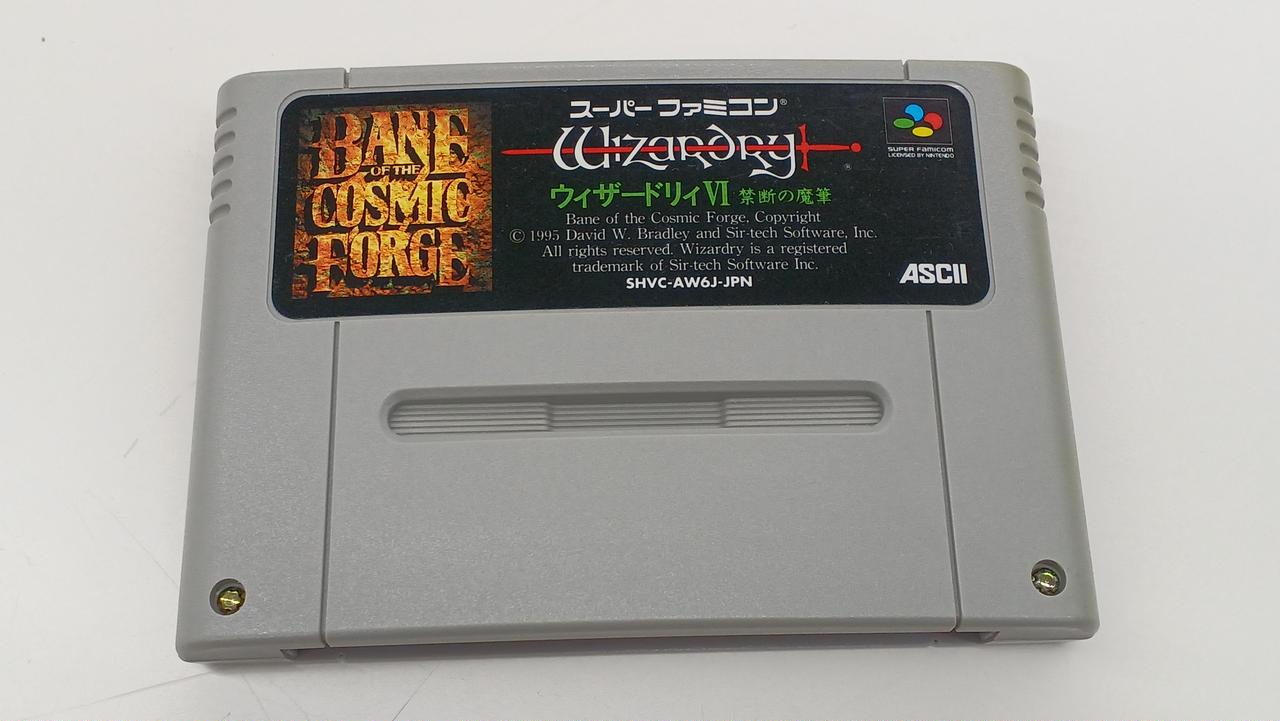 BANE
OF THE
COSMIC
FORGE
スーパーファミコン®
Wizardry®
ウィザードリィVI 禁断の魔筆
Bane of the Cosmic Forge, Copyright
© 1995 David W. Bradley and Sir-tech Software, Inc.
All rights reserved. Wizardry is a registered
trademark of Sir-tech Software Inc.
SHVC-AW6J-JPN
SUPER FAMICOM
LICENSED BY NINTENDO
ASCII